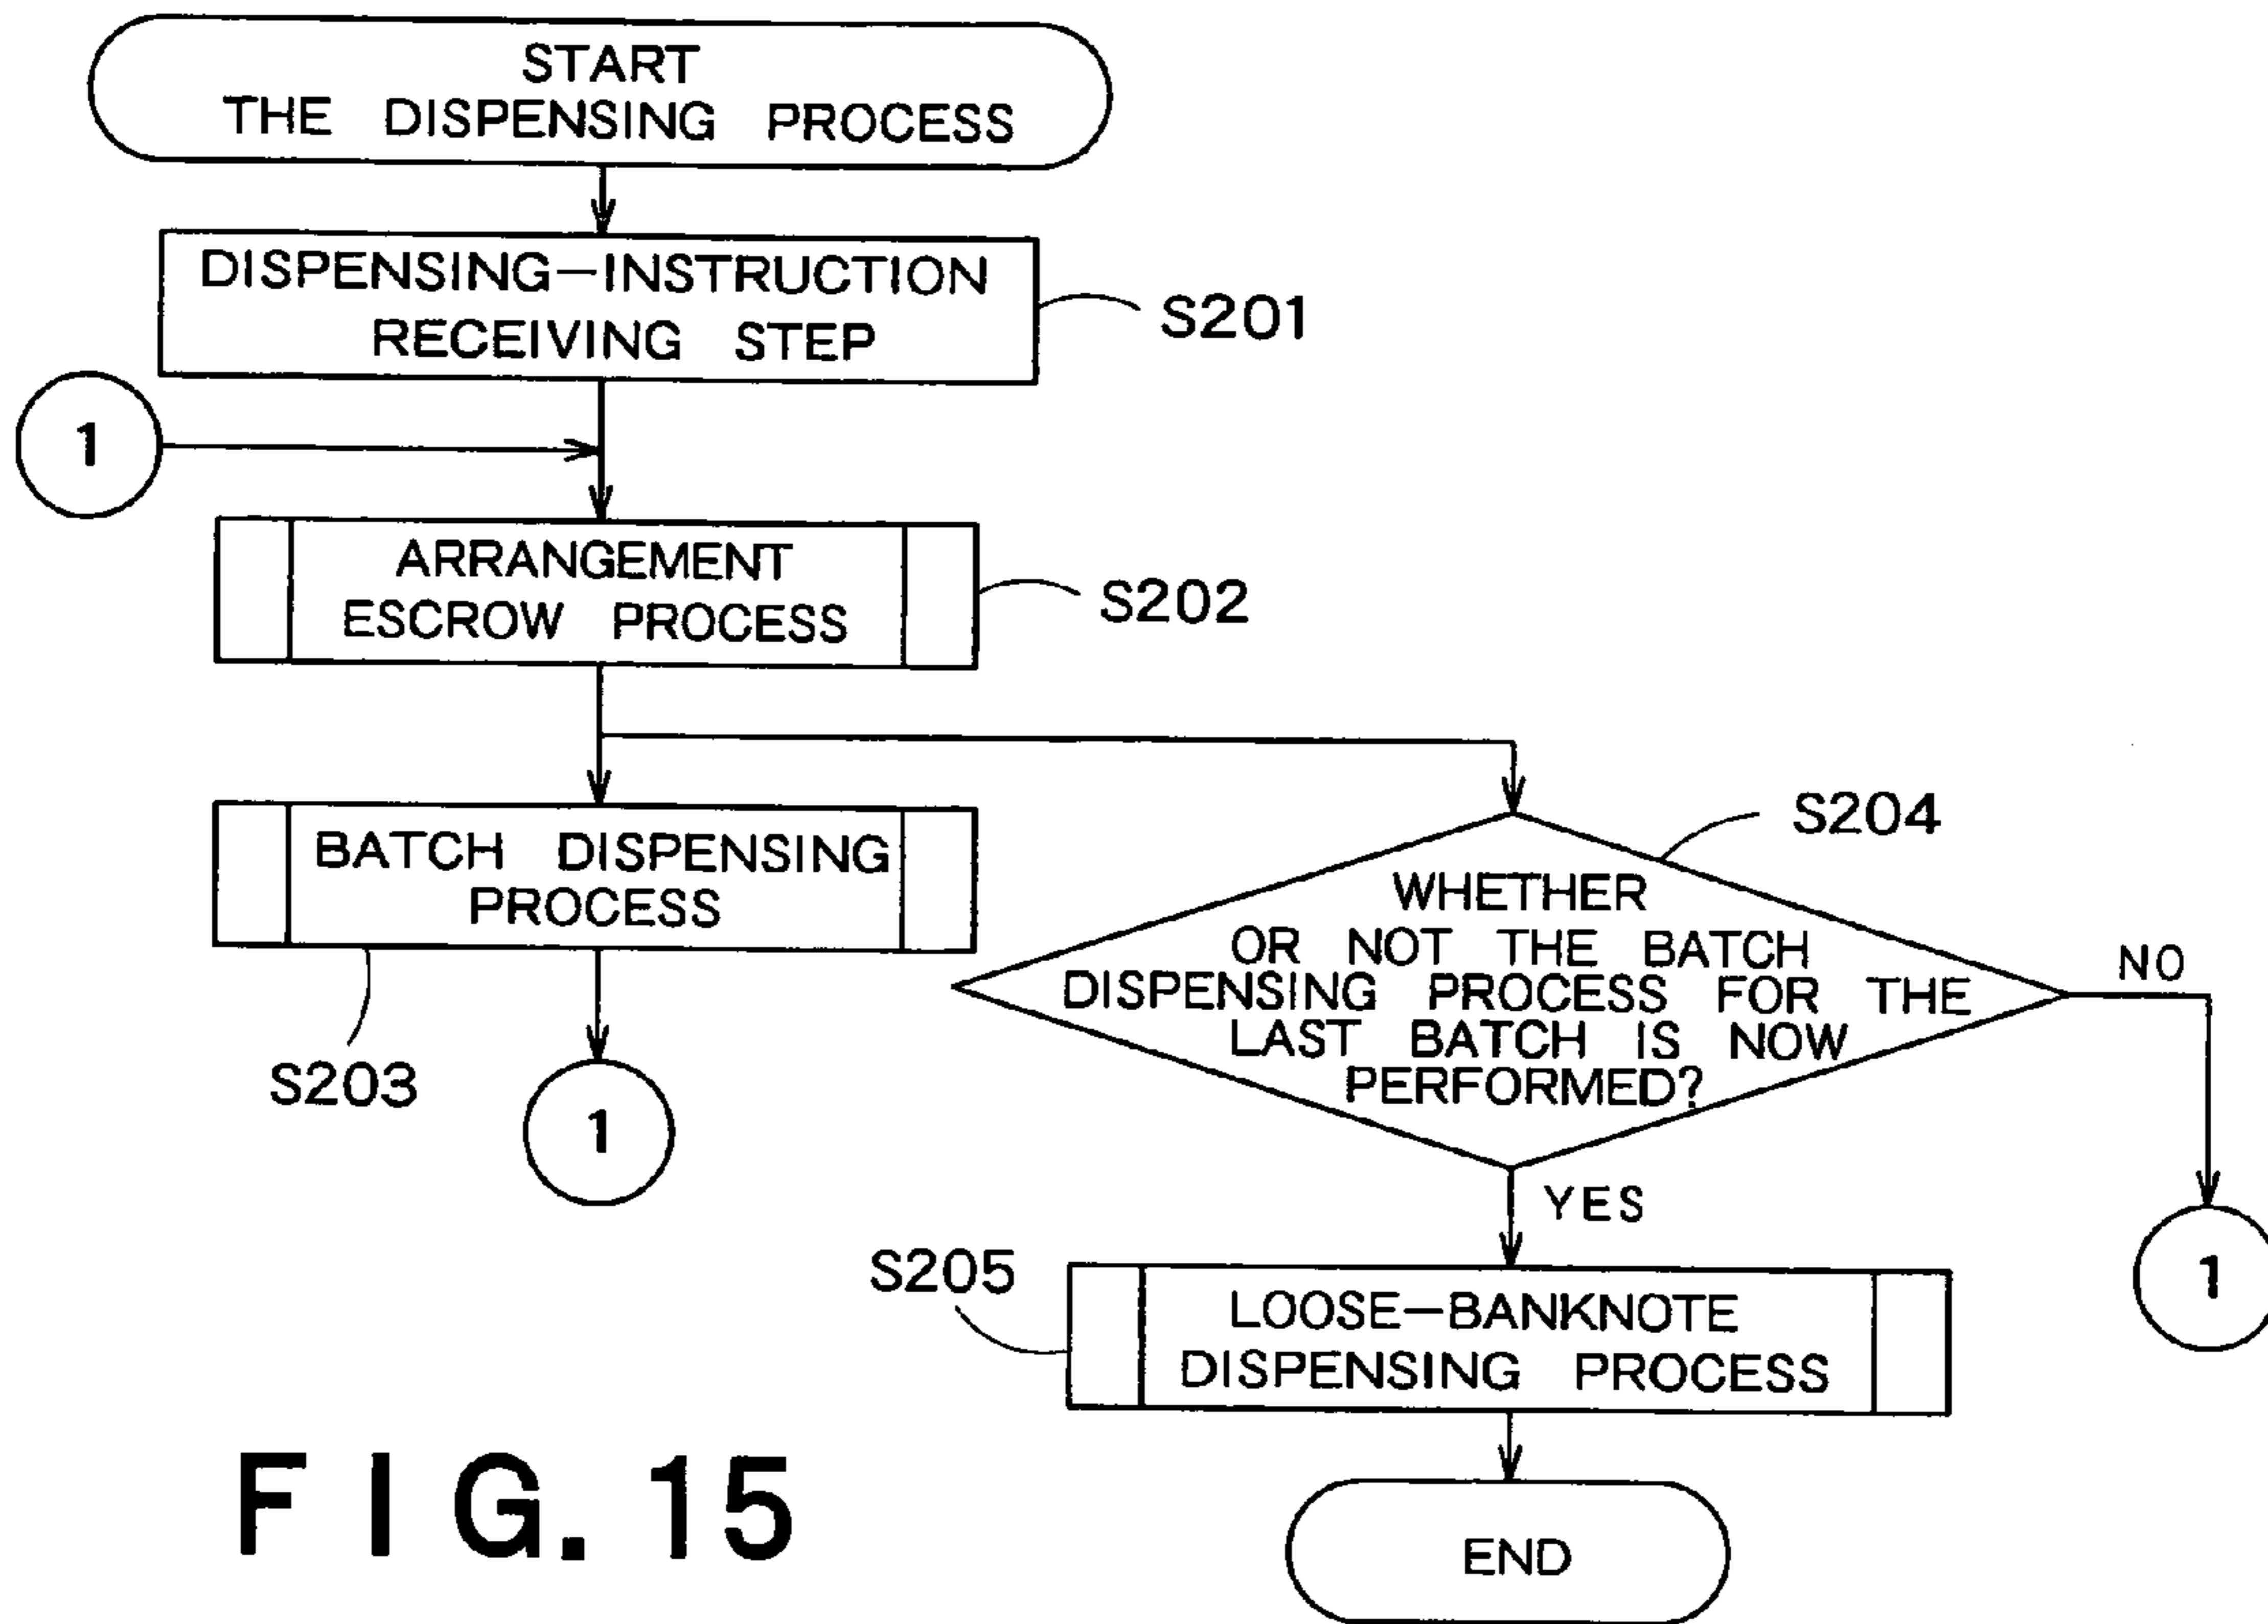 START
THE DISPENSING PROCESS
DISPENSING-INSTRUCTION
RECEIVING STEP
S201
1
ARRANGEMENT
ESCROW PROCESS
S202
BATCH DISPENSING
PROCESS
S203
1
S204
WHETHER
OR NOT THE BATCH
DISPENSING PROCESS FOR THE
LAST BATCH IS NOW
PERFORMED?
NO
1
YES
S205
LOOSE-BANKNOTE
DISPENSING PROCESS
END
FIG. 15